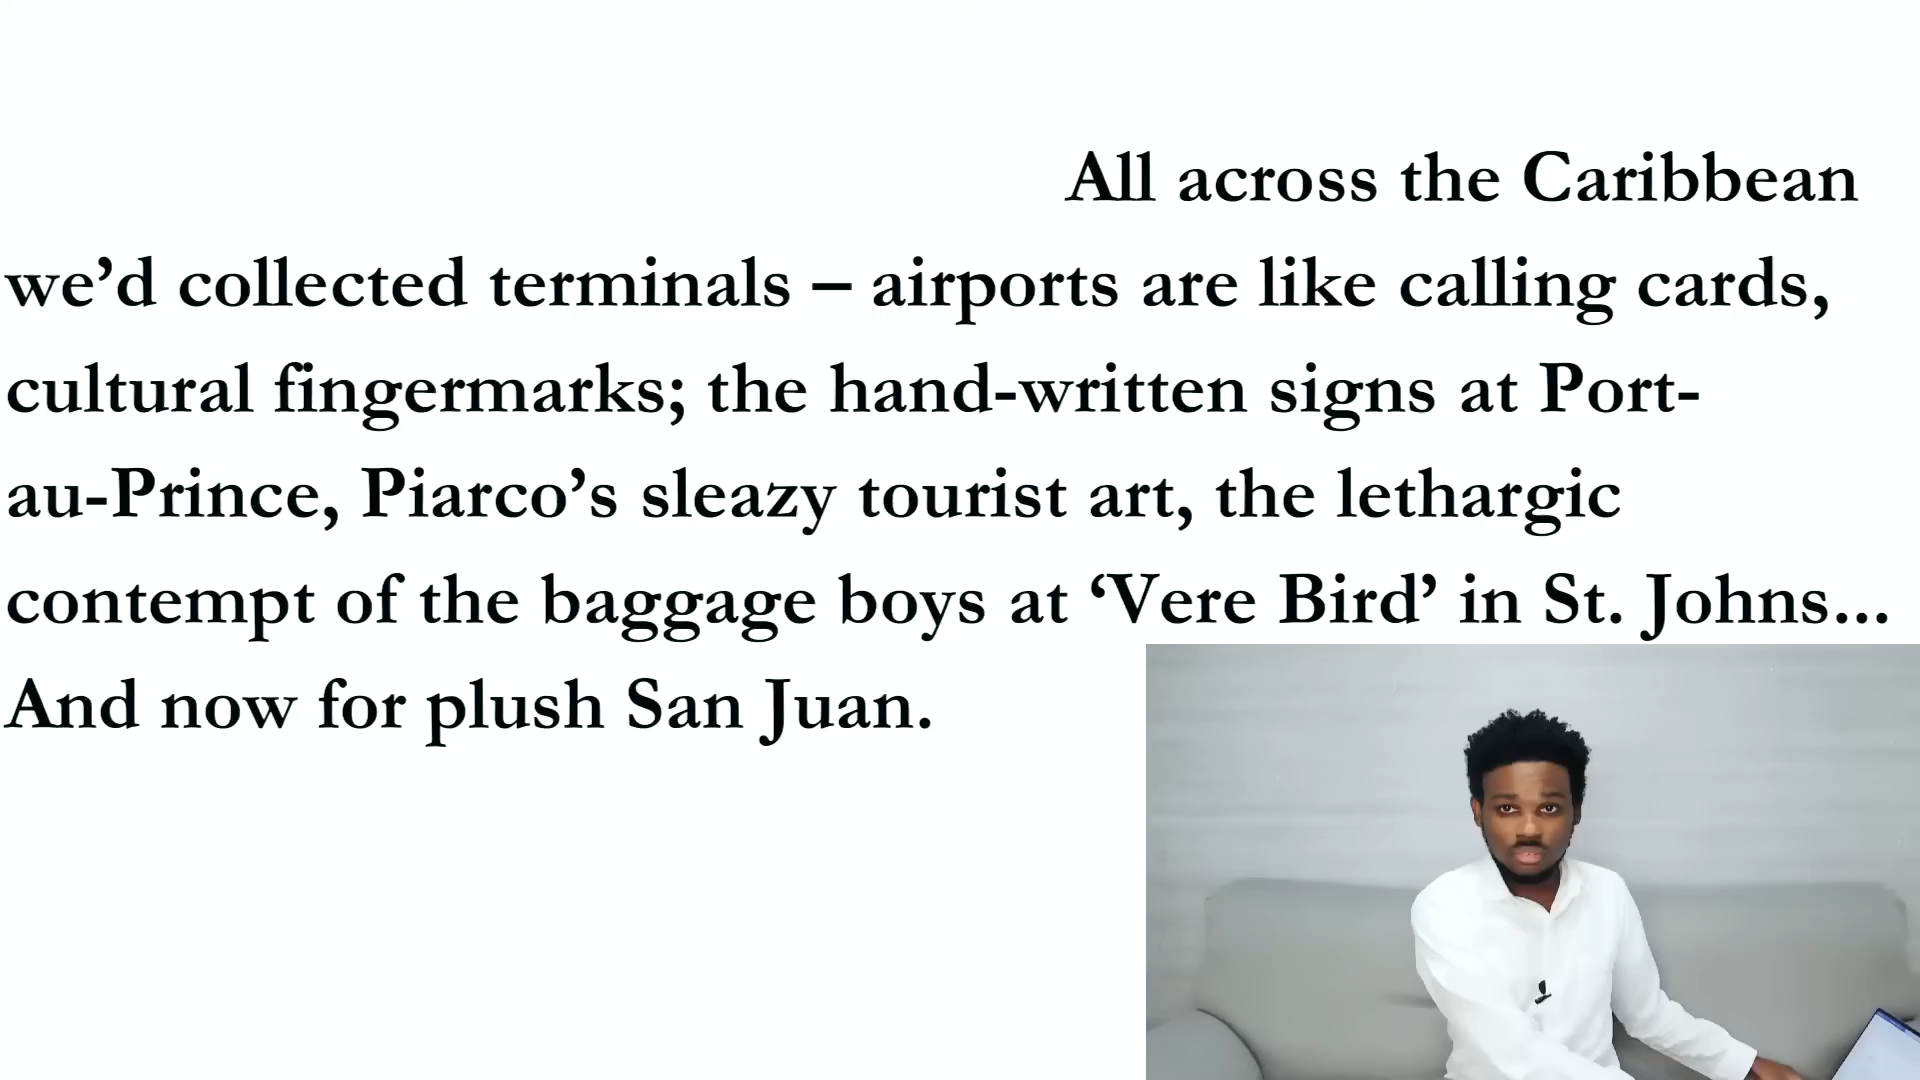 All across the Caribbean
we’d collected terminals – airports are like calling cards,
cultural fingermarks; the hand-written signs at Port-
au-Prince, Piarco’s sleazy tourist art, the lethargic
contempt of the baggage boys at ‘Vere Bird’ in St. Johns...
And now for plush San Juan.